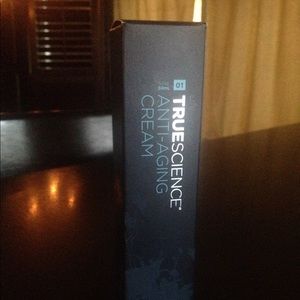 01
TRUESCIENCE®
ANTI-AGING
CREAM